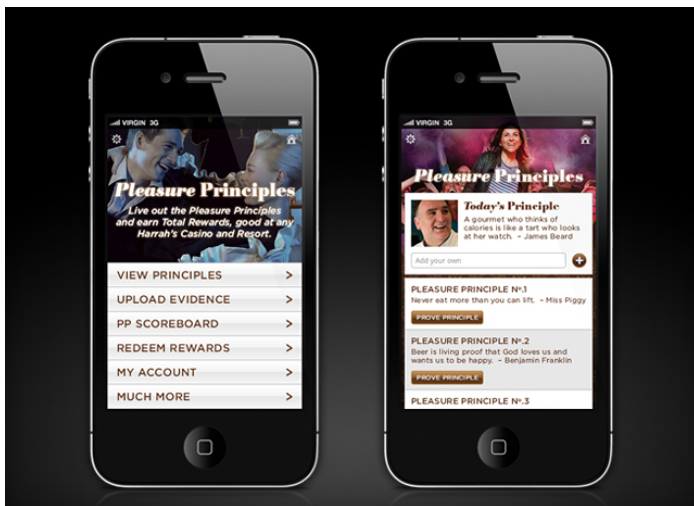 VIRGIN 3G
Pleasure Principles
Live out the Pleasure Principles
and earn Total Rewards, good at any
Harrah's Casino and Resort.
VIEW PRINCIPLES >
UPLOAD EVIDENCE >
PP SCOREBOARD >
REDEEM REWARDS >
MY ACCOUNT >
MUCH MORE >
VIRGIN 3G
Pleasure Principles
Today's Principle
A gourmet who thinks of
calories is like a tart who looks
at her watch. - James Beard
Add your own
PLEASURE PRINCIPLE Nº.1
Never eat more than you can lift. - Miss Piggy
PROVE PRINCIPLE
PLEASURE PRINCIPLE Nº.2
Beer is living proof that God loves us and
wants us to be happy. - Benjamin Franklin
PROVE PRINCIPLE
PLEASURE PRINCIPLE Nº.3